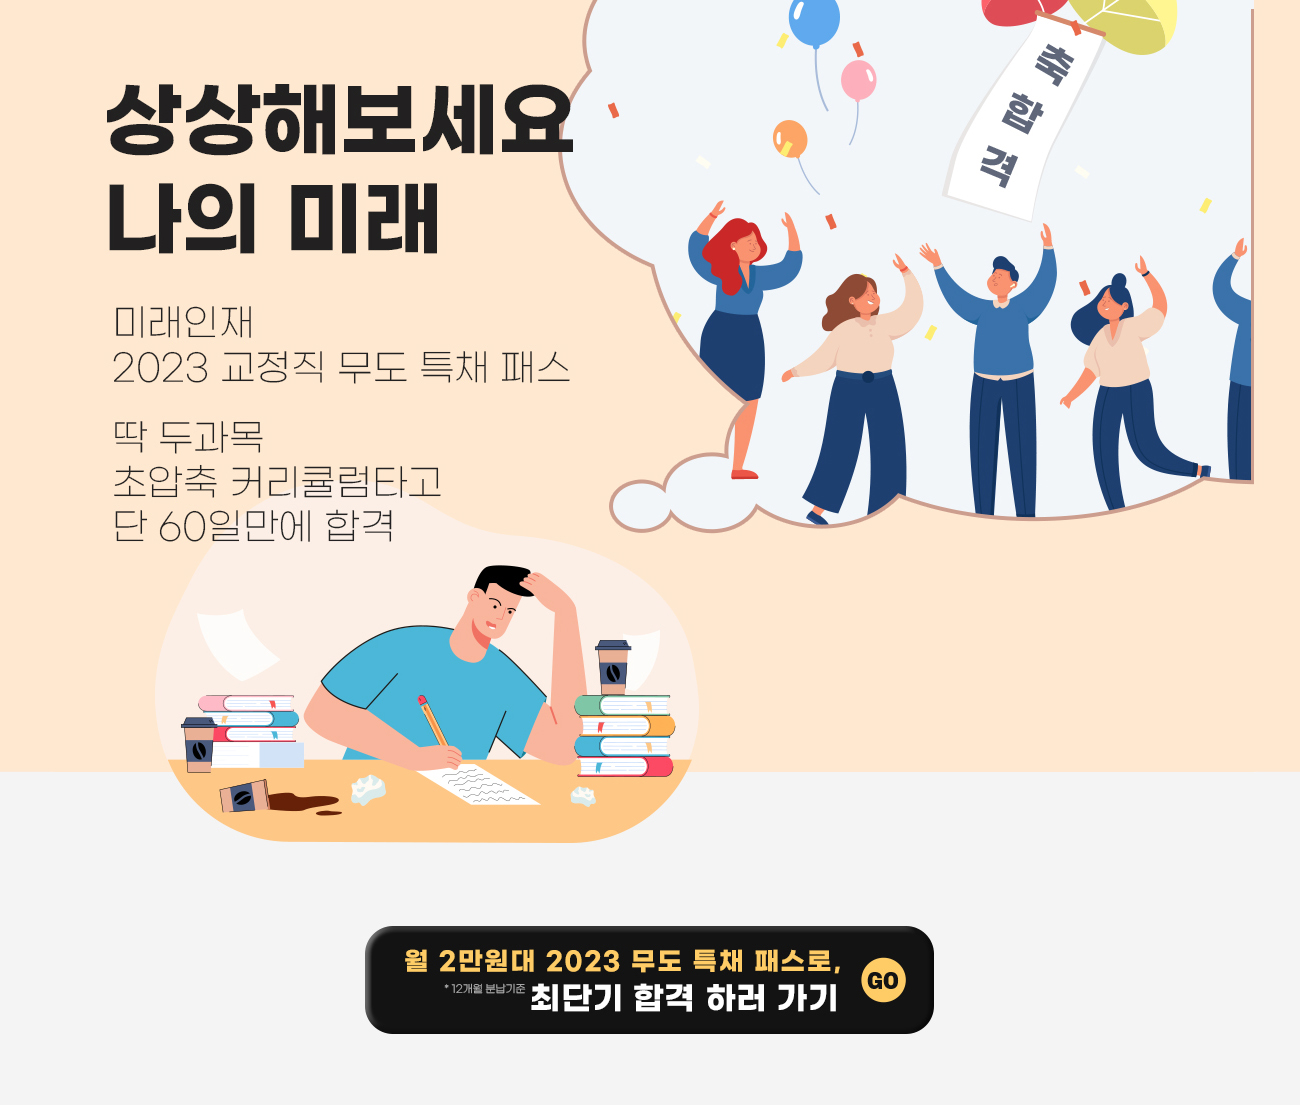 상상해보세요
나의 미래
미래인재
2023 교정직 무도 특채 패스
딱 두과목
초압축 커리큘럼타고
단 60일만에 합격
축
합
격
월 2만원대 2023 무도 특채 패스로,
* 12개월 분납기준 최단기 합격 하러 가기
GO